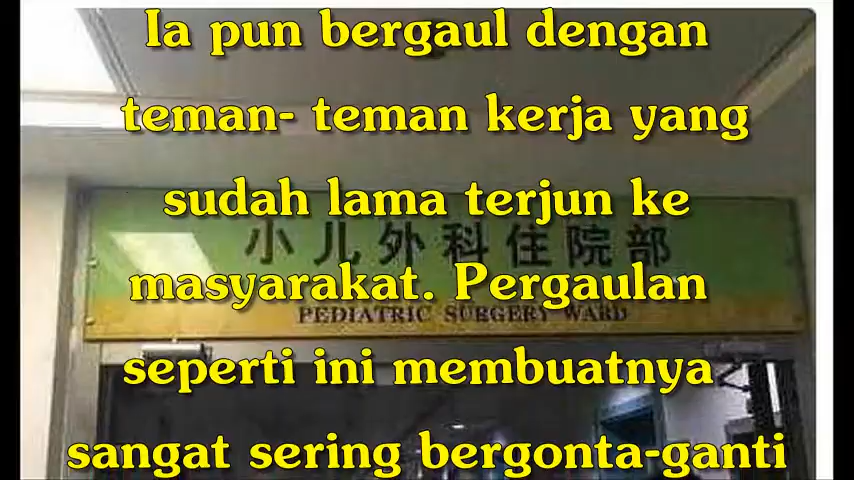 Ia pun bergaul dengan
teman- teman kerja yang
sudah lama terjun ke
小儿外科住院部
masyarakat. Pergaulan
PEDIATRIC SURGERY WARD
seperti ini membuatnya
sangat sering bergonta-ganti